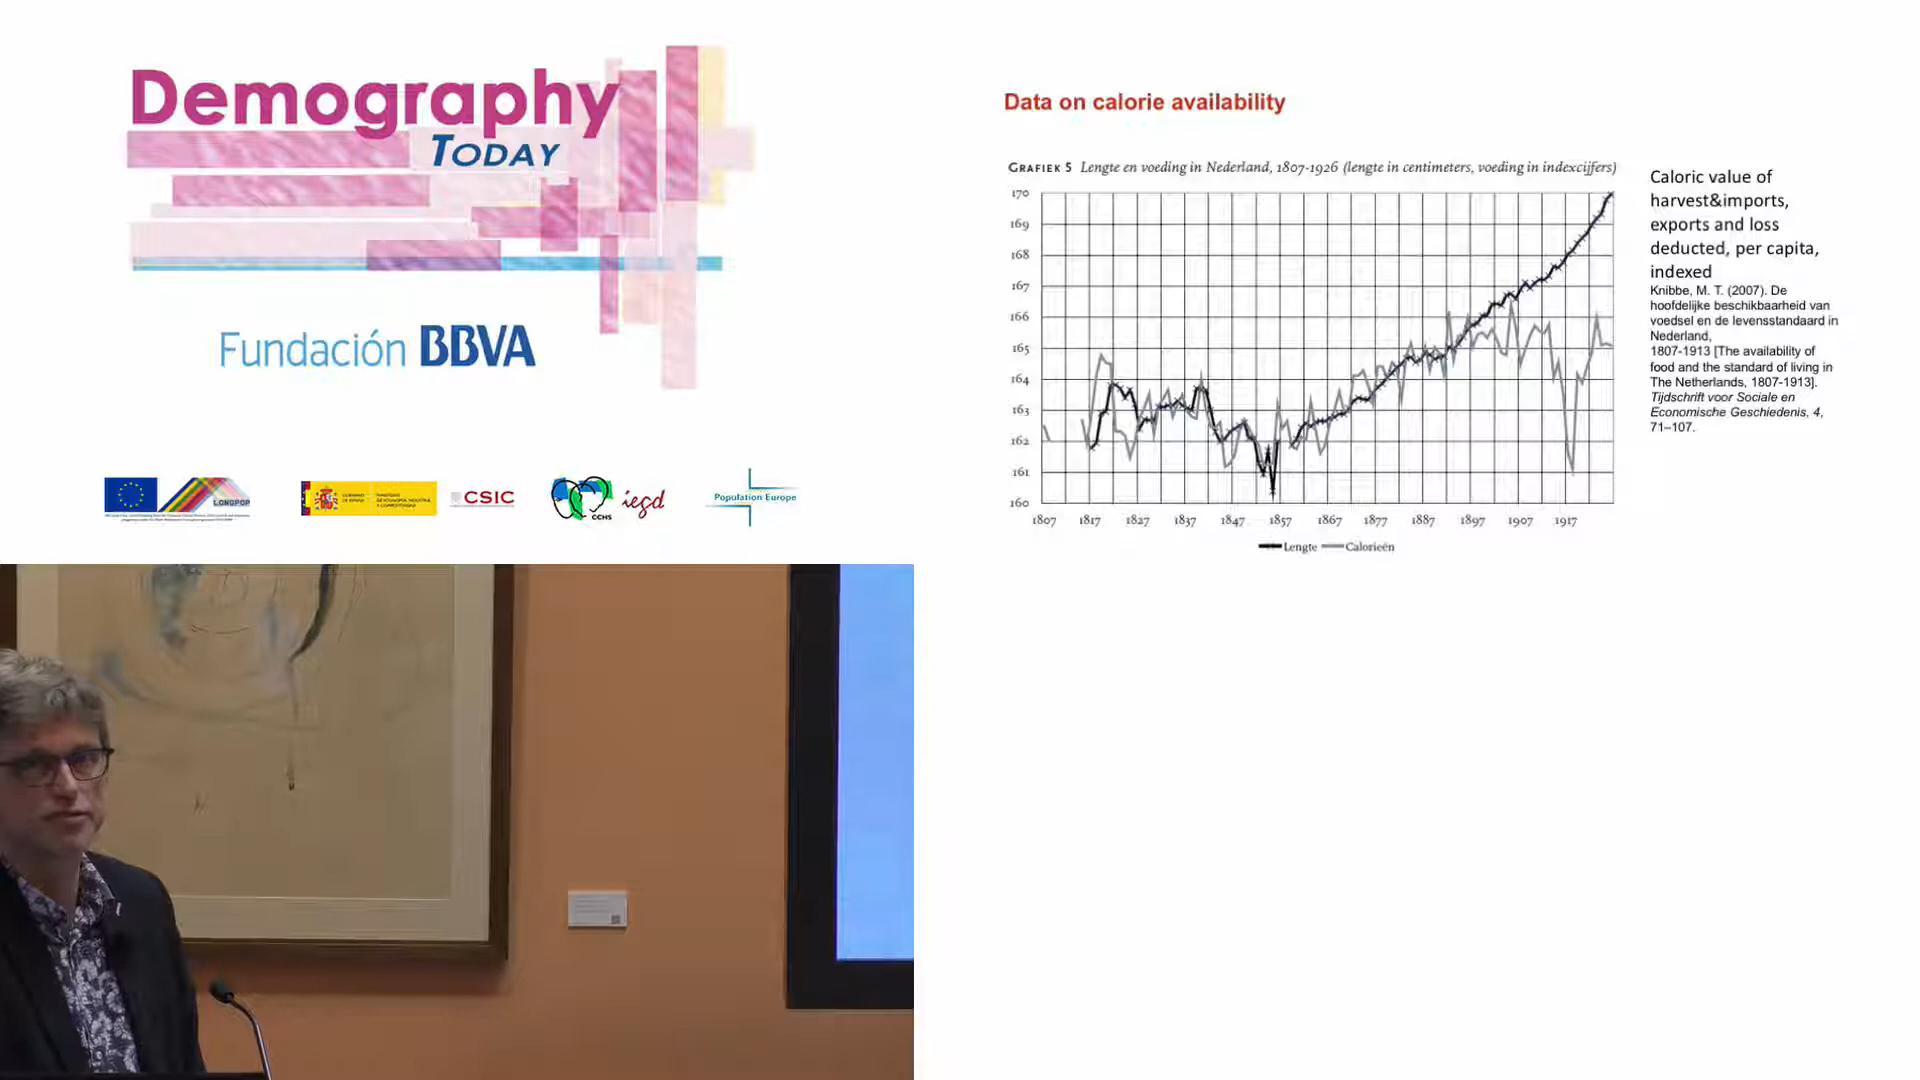 Demography
TODAY
Fundación BBVA
LONGPOP
CSIC
CCHS
iegd
Population Europe
Data on calorie availability
GRAFIEK 5 Lengte en voeding in Nederland, 1807-1926 (lengte in centimeters, voeding in indexcijfers)
170
169
168
167
166
165
164
163
162
161
160
1807 1817 1827 1837 1847 1857 1867 1877 1887 1897 1907 1917
Lengte Calorieën
Caloric value of
harvest&imports,
exports and loss
deducted, per capita,
indexed
Knibbe, M. T. (2007). De
hoofdelijke beschikbaarheid van
voedsel en de levensstandaard in
Nederland,
1807-1913 [The availability of
food and the standard of living in
The Netherlands, 1807-1913].
Tijdschrift voor Sociale en
Economische Geschiedenis, 4,
71–107.